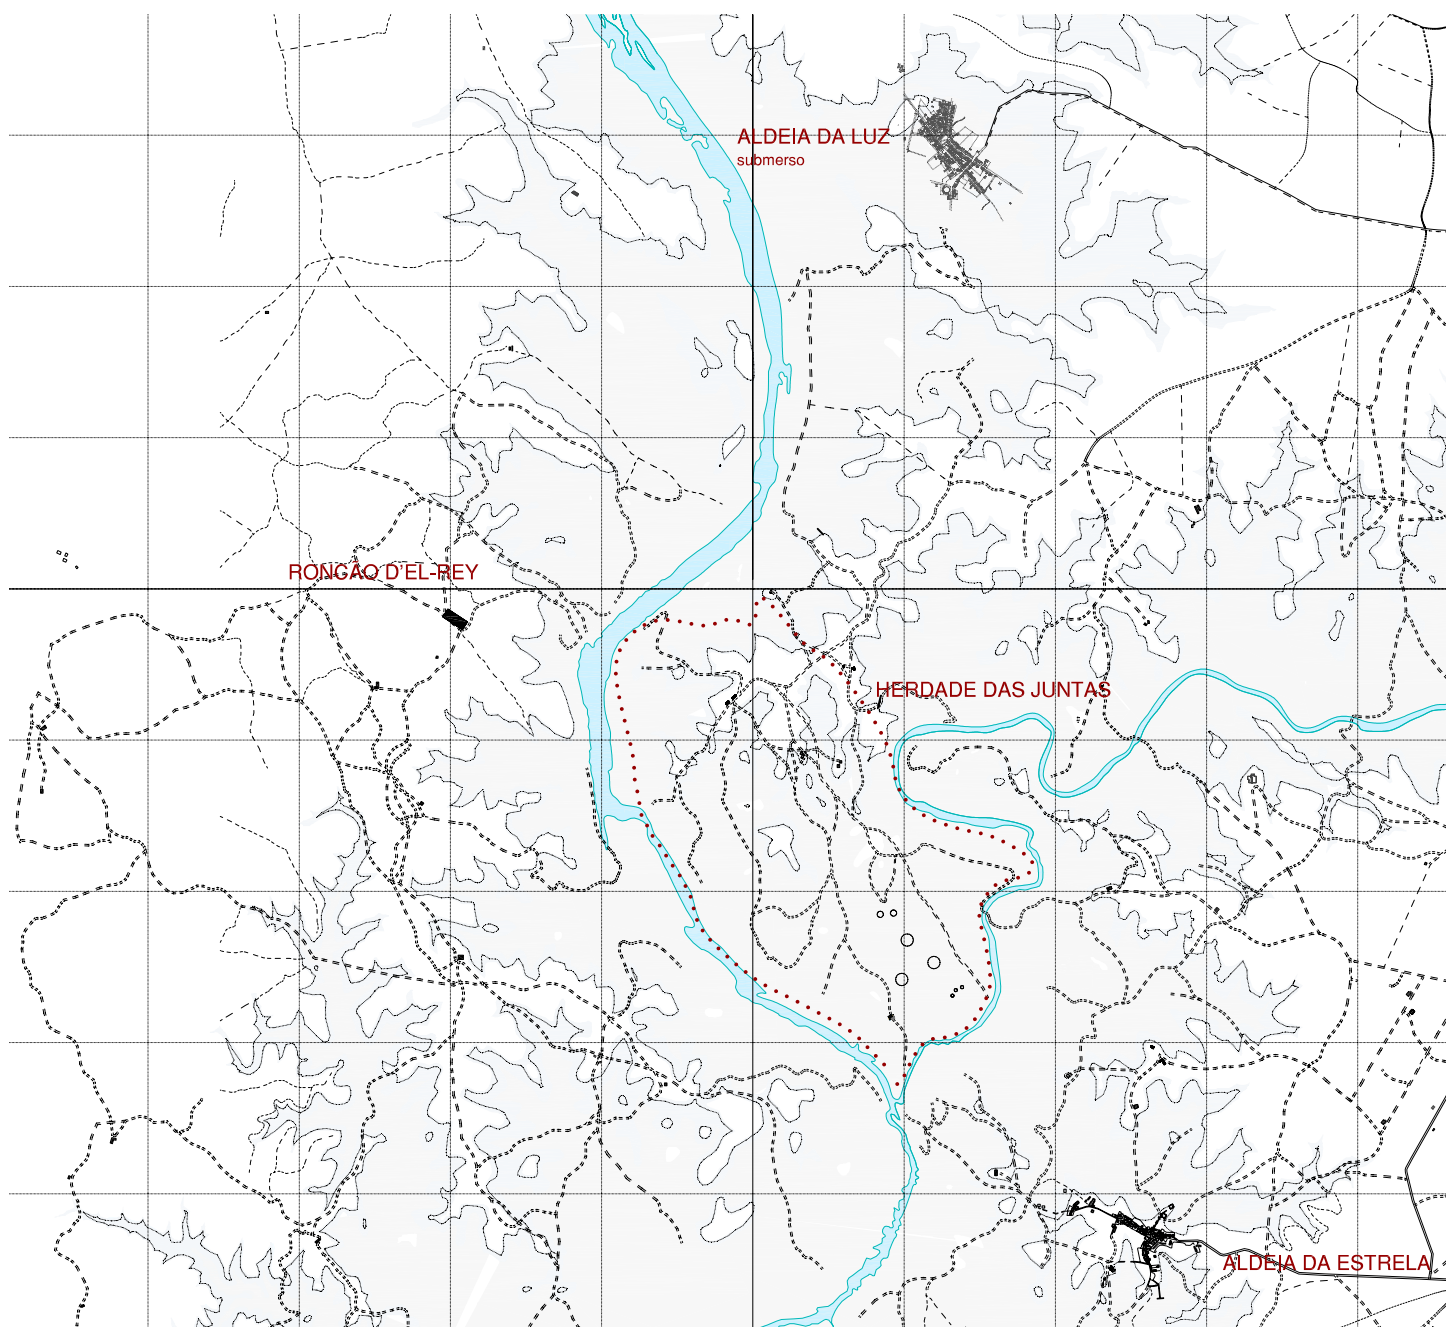 ALDEIA DA LUZ
submerso
RONCÃO D'EL-REY
HERDADE DAS JUNTAS
ALDEIA DA ESTRELA